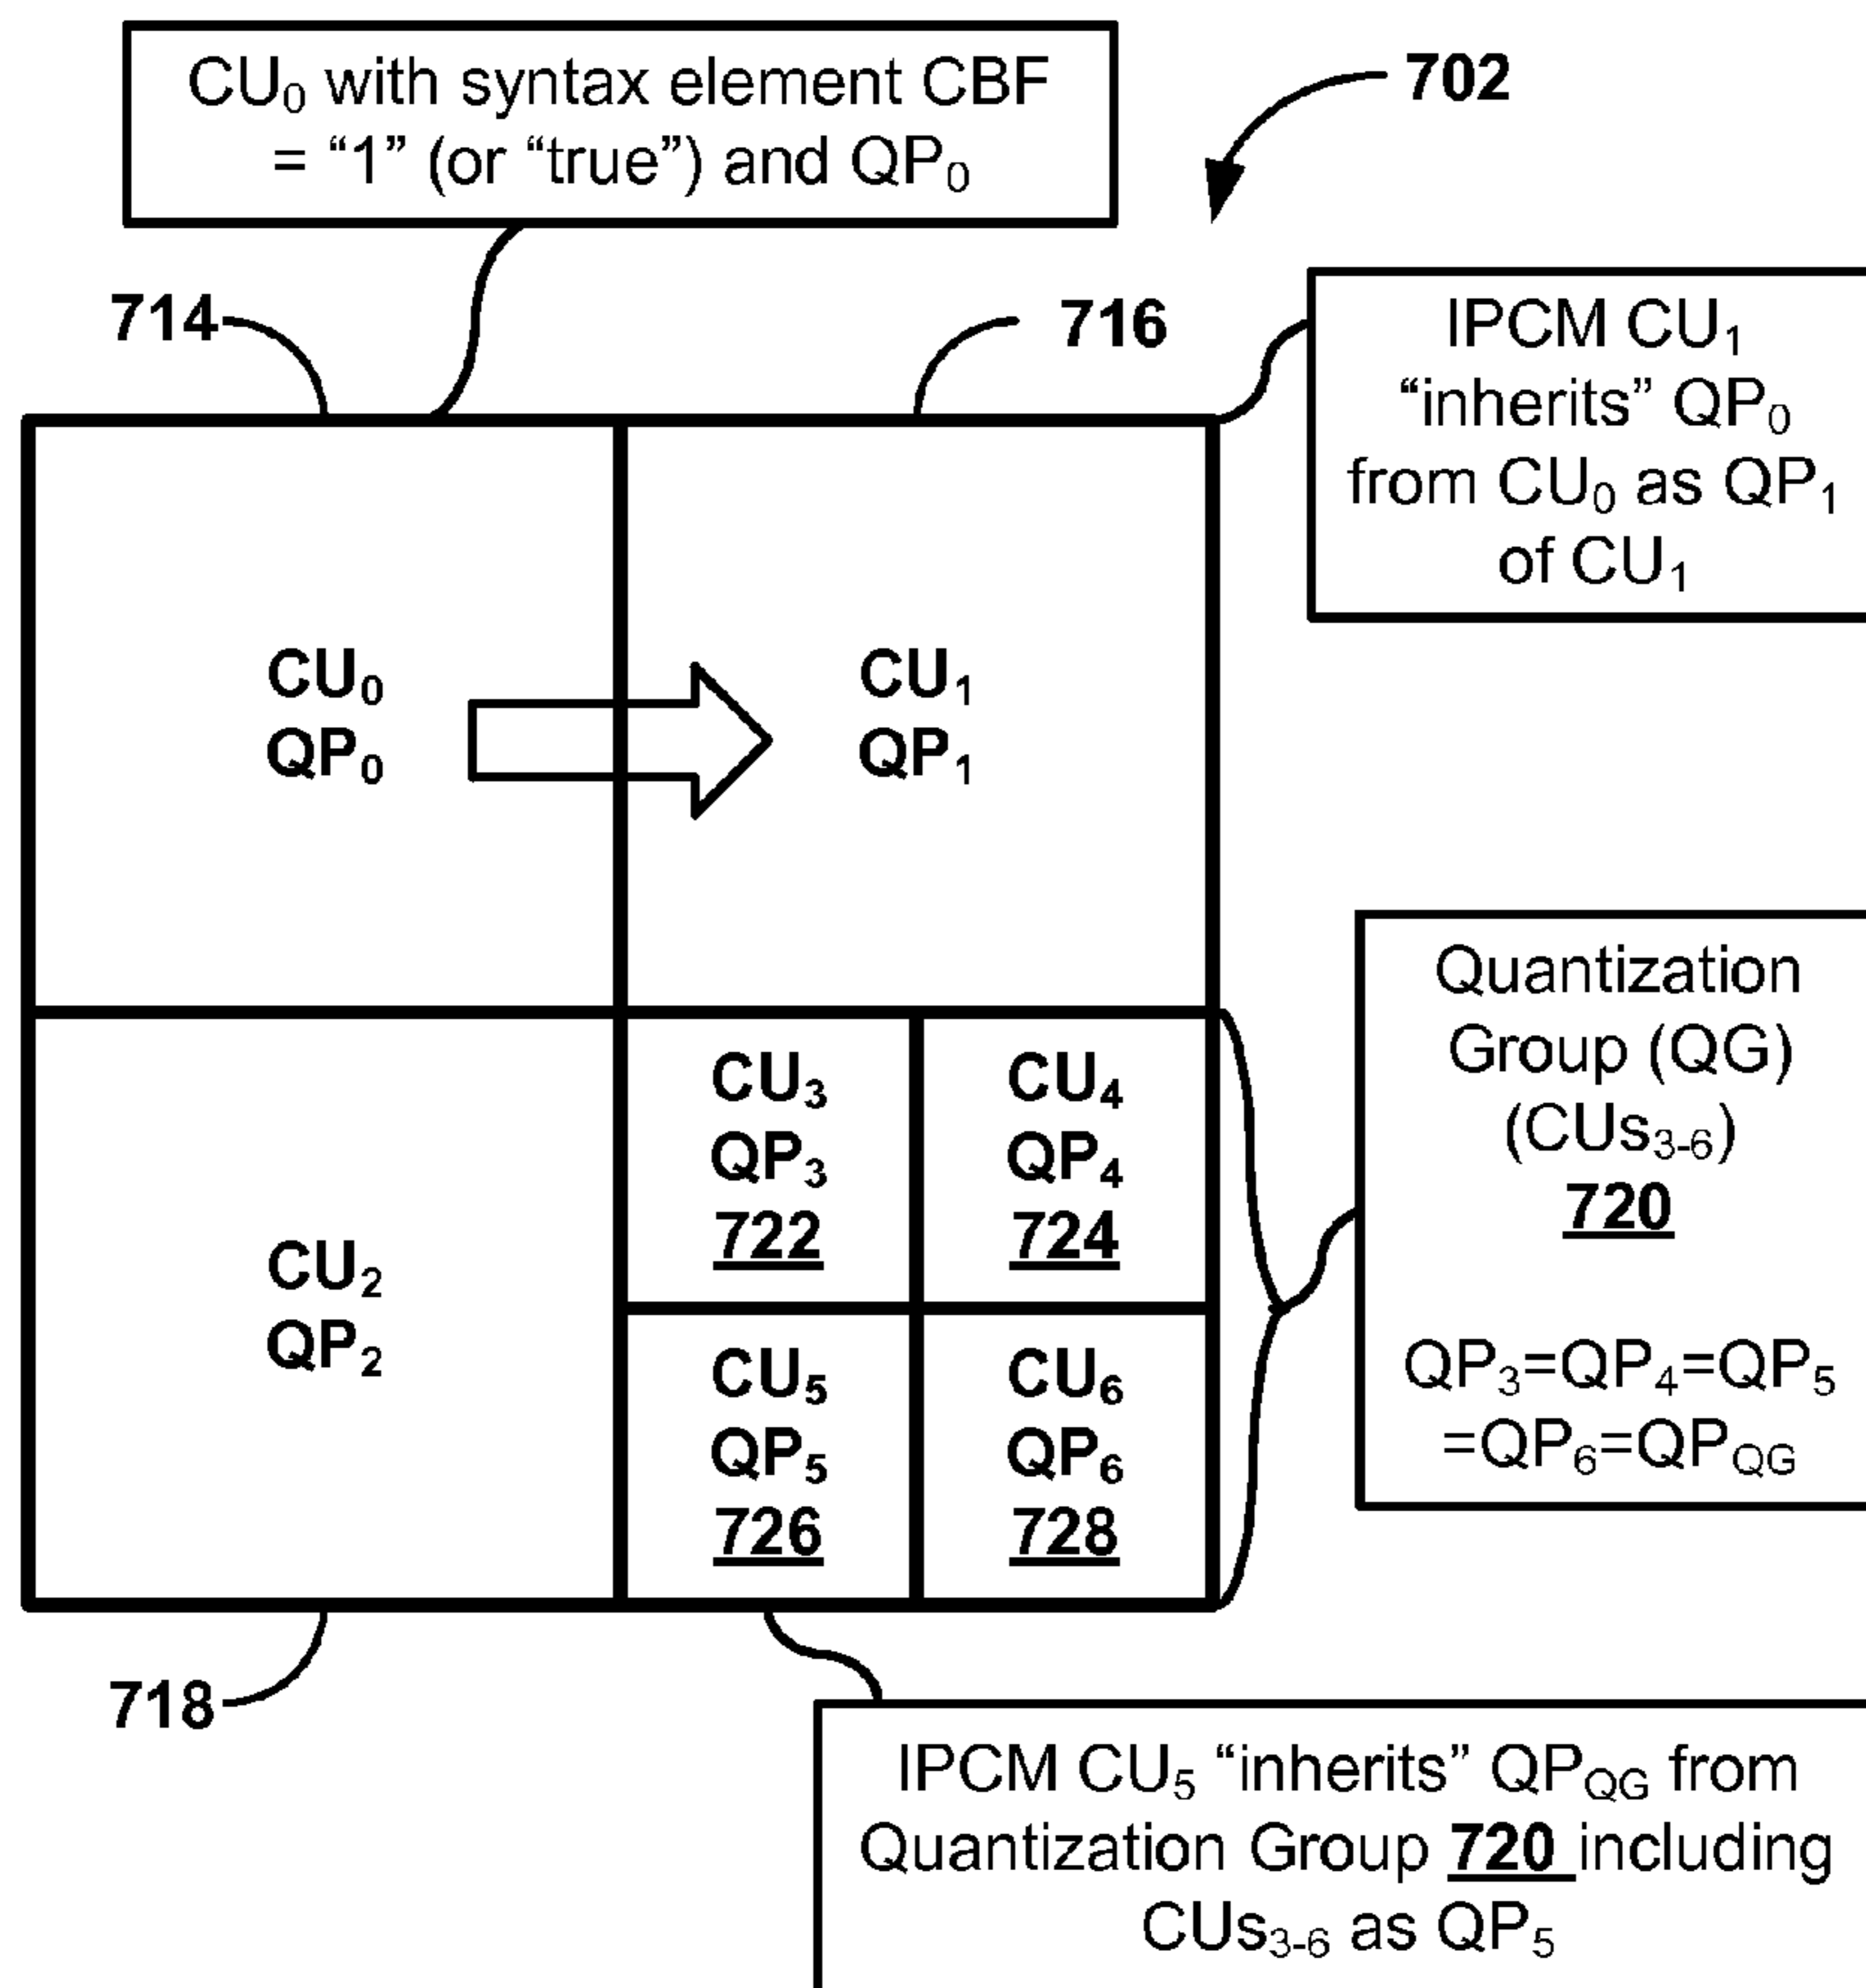 CU₀ with syntax element CBF
= “1” (or “true”) and QP₀
702
714
716
IPCM CU₁
“inherits” QP₀
from CU₀ as QP₁
of CU₁
CU₀
QP₀
CU₁
QP₁
Quantization
Group (QG)
(CUs₃₋₆)
720
QP₃=QP₄=QP₅
=QP₆=QP_QG
CU₃
QP₃
722
CU₄
QP₄
724
CU₂
QP₂
CU₅
QP₅
726
CU₆
QP₆
728
718
IPCM CU₅ “inherits” QP_QG from
Quantization Group 720 including
CUs₃₋₆ as QP₅